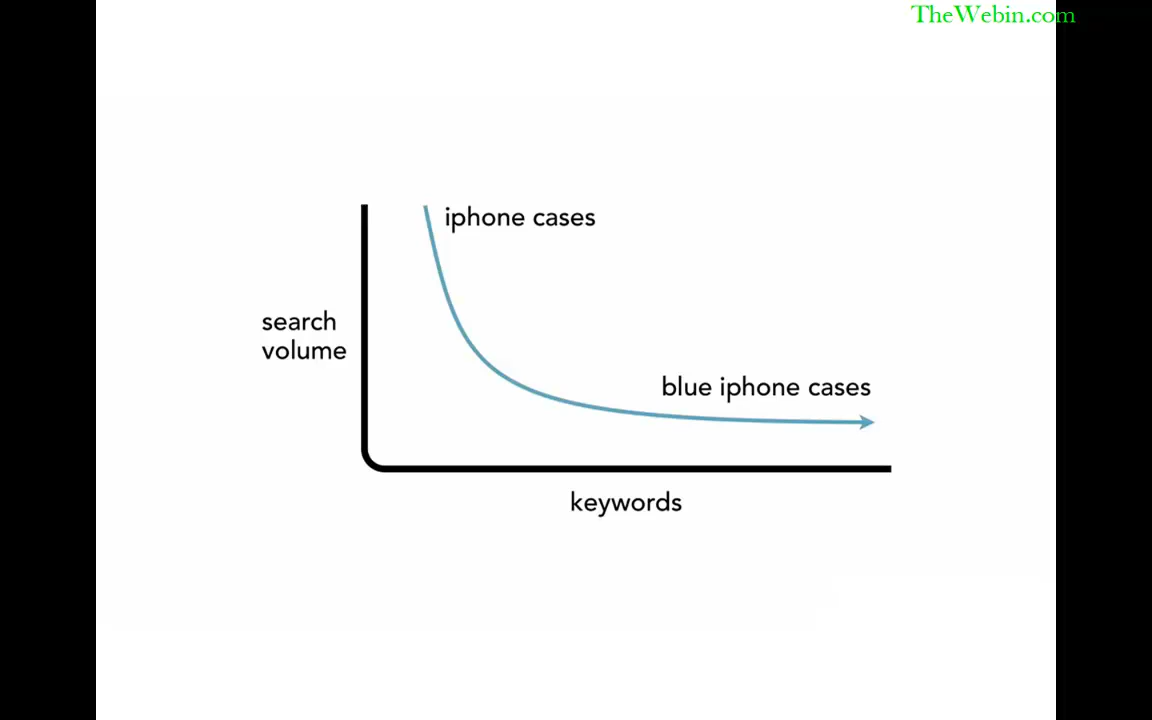 TheWebin.com
iphone cases
search
volume
blue iphone cases
keywords